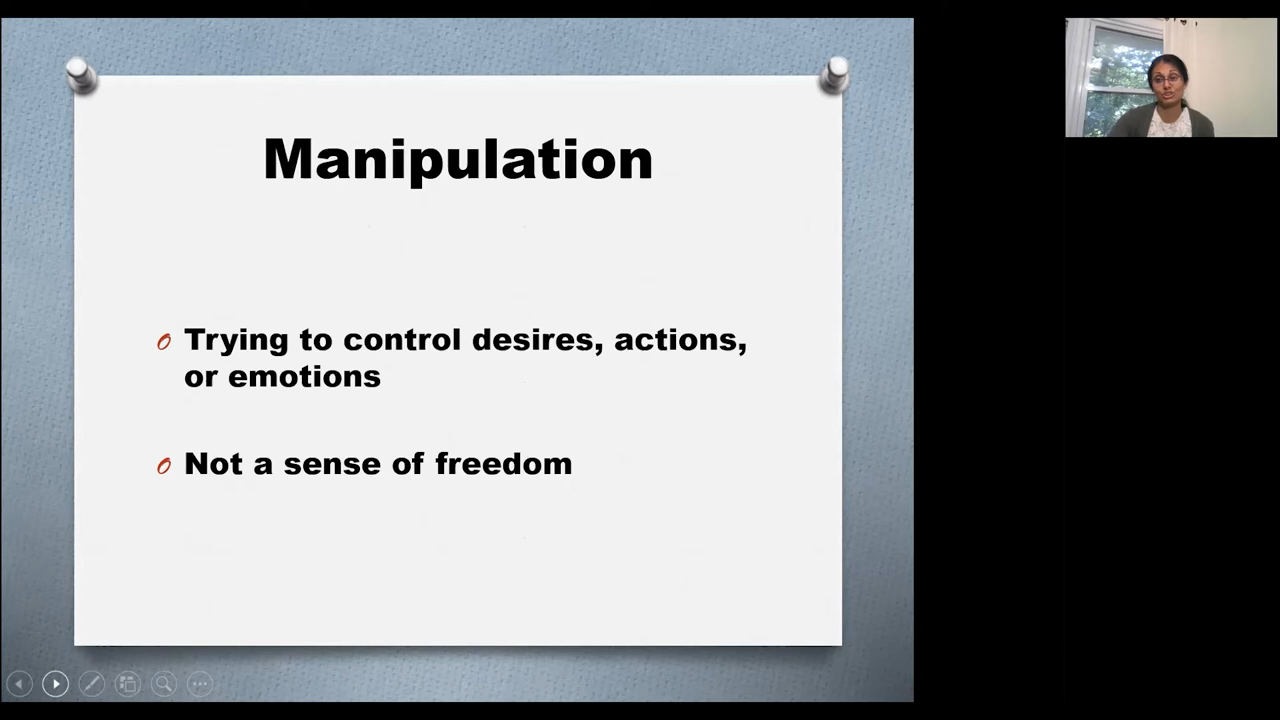 Manipulation
Trying to control desires, actions,
or emotions
Not a sense of freedom